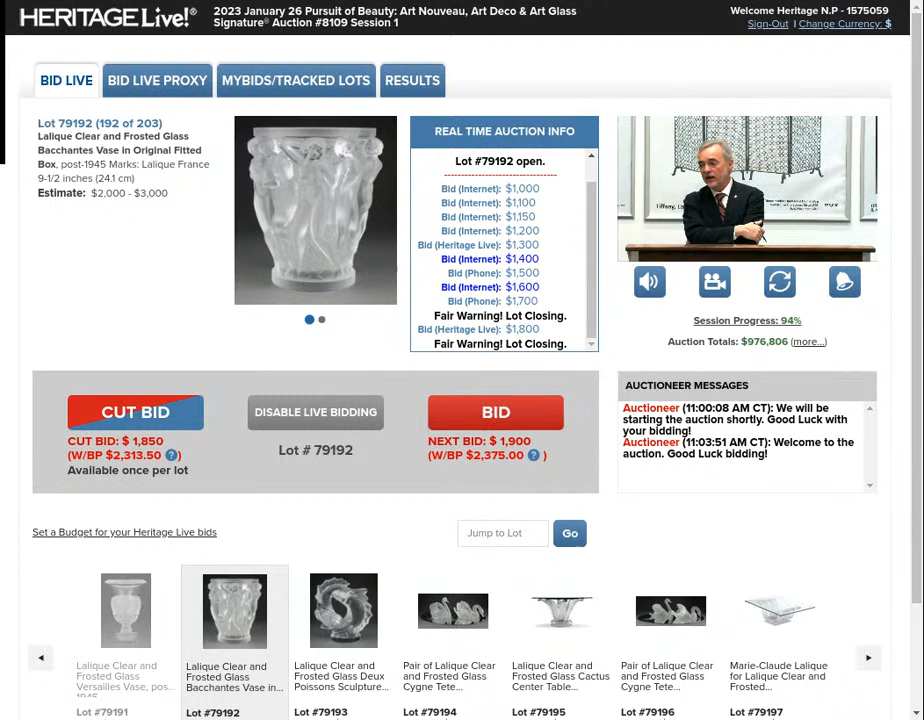 HERITAGE Live!®
2023 January 26 Pursuit of Beauty: Art Nouveau, Art Deco & Art Glass
Signature® Auction #8109 Session 1
Welcome Heritage N.P - 1575059
Sign-Out | Change Currency: $
BID LIVE
BID LIVE PROXY
MYBIDS/TRACKED LOTS
RESULTS
Lot 79192 (192 of 203)
Lalique Clear and Frosted Glass
Bacchantes Vase in Original Fitted
Box, post-1945 Marks: Lalique France
9-1/2 inches (24.1 cm)
Estimate: $2,000 - $3,000
REAL TIME AUCTION INFO
Lot #79192 open.
--------------------------------
Bid (Internet): $1,000
Bid (Internet): $1,100
Bid (Internet): $1,150
Bid (Internet): $1,200
Bid (Heritage Live): $1,300
Bid (Internet): $1,400
Bid (Phone): $1,500
Bid (Internet): $1,600
Bid (Phone): $1,700
Fair Warning! Lot Closing.
Bid (Heritage Live): $1,800
Fair Warning! Lot Closing.
Session Progress: 94%
Auction Totals: $976,806 (more...)
CUT BID
CUT BID: $ 1,850
(W/BP $2,313.50 ?)
Available once per lot
DISABLE LIVE BIDDING
Lot # 79192
BID
NEXT BID: $ 1,900
(W/BP $2,375.00 ? )
AUCTIONEER MESSAGES
Auctioneer (11:00:08 AM CT): We will be
starting the auction shortly. Good Luck with
your bidding!
Auctioneer (11:03:51 AM CT): Welcome to the
auction. Good Luck bidding!
Set a Budget for your Heritage Live bids
Jump to Lot
Go
Lalique Clear and
Frosted Glass
Versailles Vase, pos...
1945
Lot #79191
Lalique Clear and
Frosted Glass
Bacchantes Vase in...
Lot #79192
Lalique Clear and
Frosted Glass Deux
Poissons Sculpture...
Lot #79193
Pair of Lalique Clear
and Frosted Glass
Cygne Tete...
Lot #79194
Lalique Clear and
Frosted Glass Cactus
Center Table...
Lot #79195
Pair of Lalique Clear
and Frosted Glass
Cygne Tete...
Lot #79196
Marie-Claude Lalique
for Lalique Clear and
Frosted...
Lot #79197